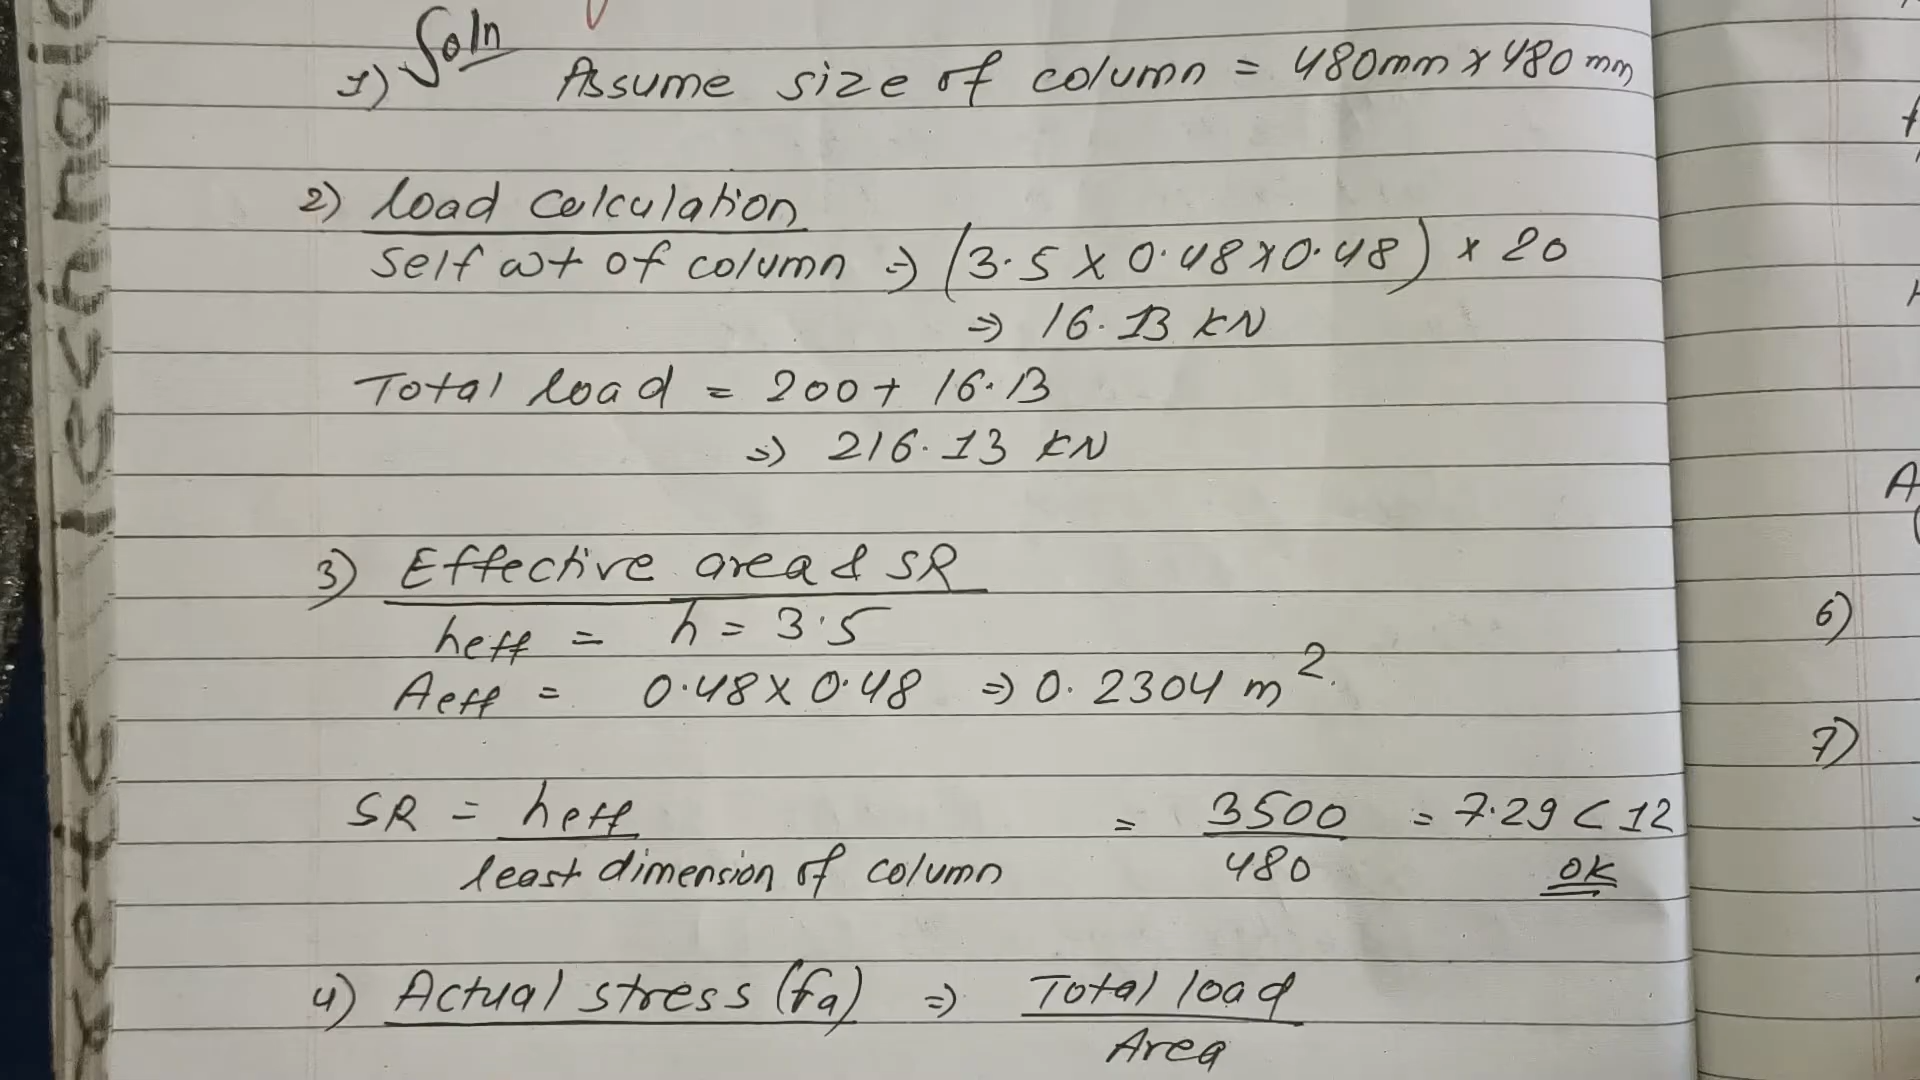 Soln
1) Assume size of column = 480mm x 480 mm
2) load calculation
self wt of column => (3.5 x 0.48 x 0.48) x 20
=> 16.13 KN
Total load = 200 + 16.13
=> 216.13 KN
3) Effective area & SR
heff = h = 3.5
Aeff = 0.48 x 0.48 => 0.2304 m².
SR = heff / least dimension of column = 3500 / 480 = 7.29 < 12
OK
4) Actual stress (fa) => Total load / Area
6)
7)